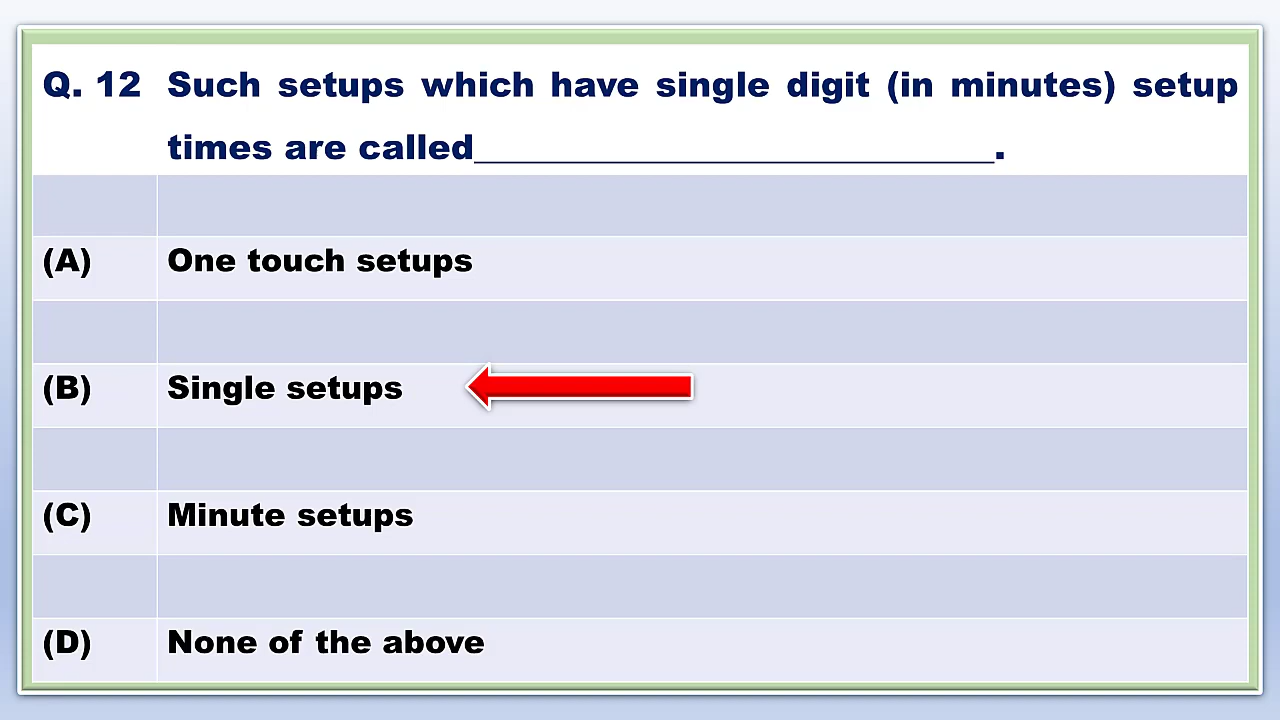 Q. 12 Such setups which have single digit (in minutes) setup
times are called__________________________.
(A) One touch setups
(B) Single setups
(C) Minute setups
(D) None of the above